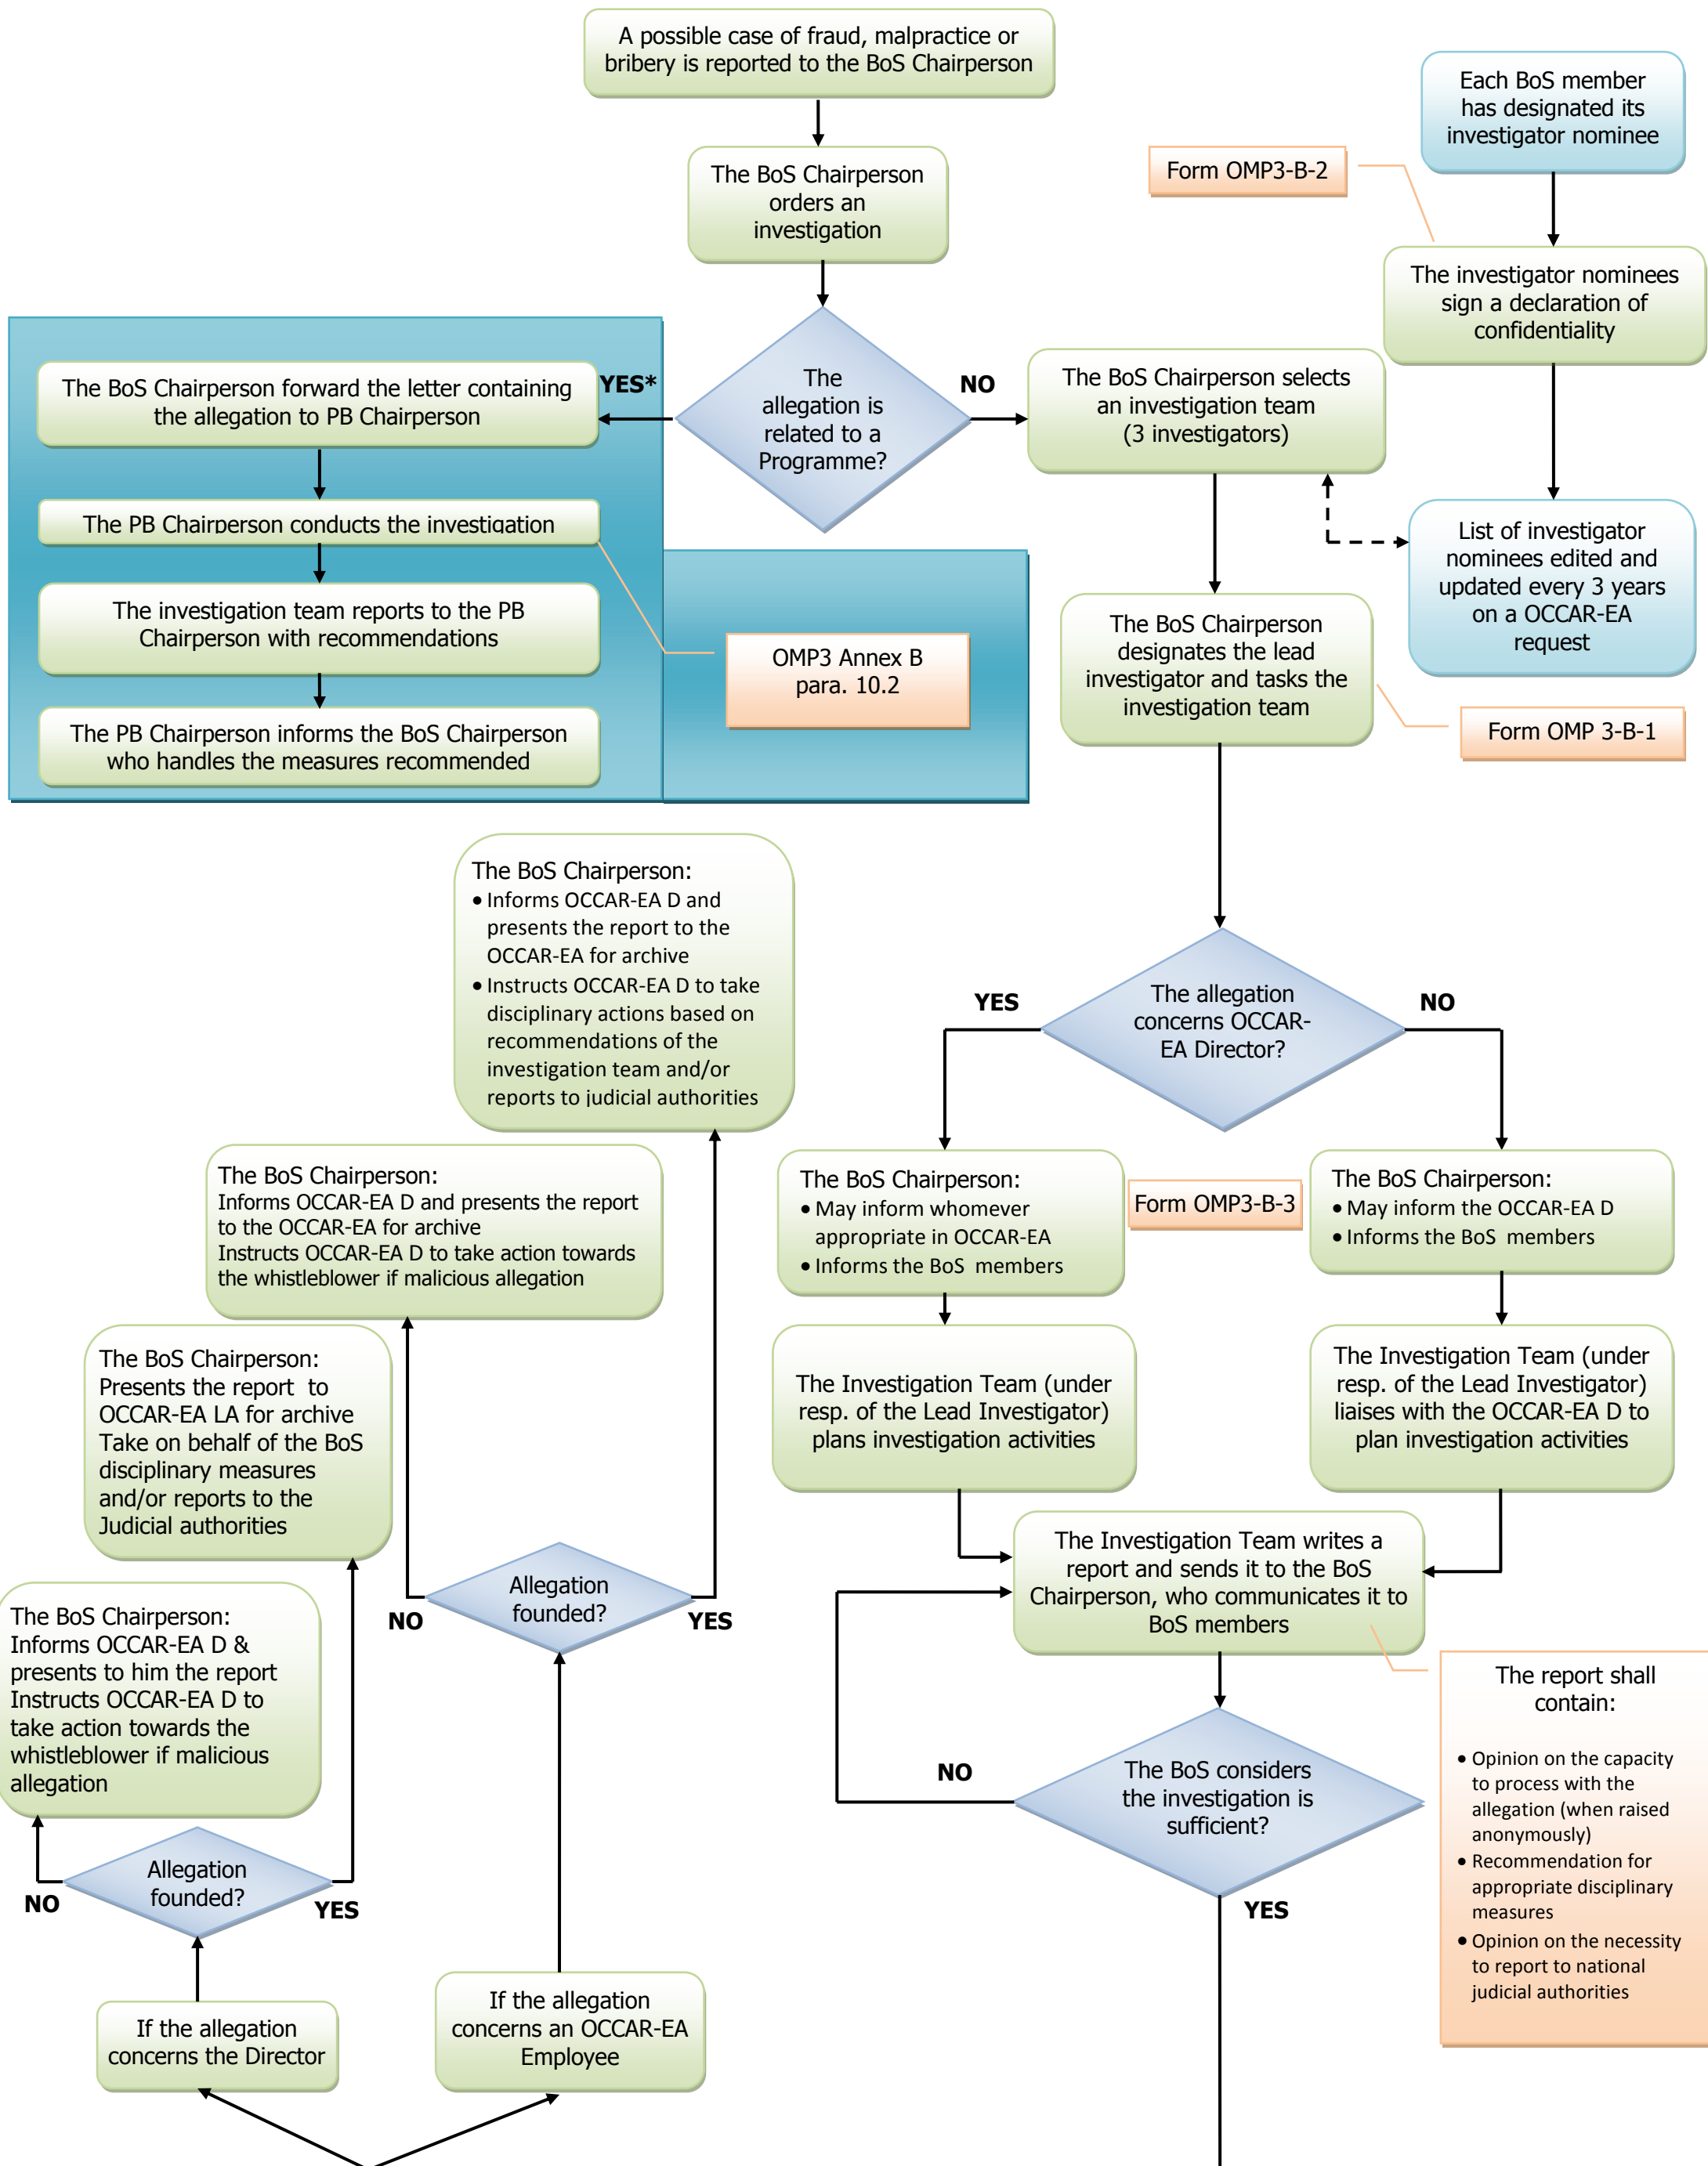 A possible case of fraud, malpractice or
bribery is reported to the BoS Chairperson
Each BoS member
has designated its
investigator nominee
The BoS Chairperson
orders an
investigation
Form OMP3-B-2
The investigator nominees
sign a declaration of
confidentiality
The
allegation is
related to a
Programme?
YES*
NO
The BoS Chairperson forward the letter containing
the allegation to PB Chairperson
The PB Chairperson conducts the investigation
The investigation team reports to the PB
Chairperson with recommendations
The PB Chairperson informs the BoS Chairperson
who handles the measures recommended
OMP3 Annex B
para. 10.2
The BoS Chairperson selects
an investigation team
(3 investigators)
List of investigator
nominees edited and
updated every 3 years
on a OCCAR-EA
request
The BoS Chairperson
designates the lead
investigator and tasks the
investigation team
Form OMP 3-B-1
The allegation
concerns OCCAR-
EA Director?
YES
NO
The BoS Chairperson:
• May inform whomever
appropriate in OCCAR-EA
• Informs the BoS members
Form OMP3-B-3
The BoS Chairperson:
• May inform the OCCAR-EA D
• Informs the BoS members
The Investigation Team (under
resp. of the Lead Investigator)
plans investigation activities
The Investigation Team (under
resp. of the Lead Investigator)
liaises with the OCCAR-EA D to
plan investigation activities
The Investigation Team writes a
report and sends it to the BoS
Chairperson, who communicates it to
BoS members
The report shall
contain:
• Opinion on the capacity
to process with the
allegation (when raised
anonymously)
• Recommendation for
appropriate disciplinary
measures
• Opinion on the necessity
to report to national
judicial authorities
The BoS considers
the investigation is
sufficient?
NO
YES
The BoS Chairperson:
• Informs OCCAR-EA D and
presents the report to the
OCCAR-EA for archive
• Instructs OCCAR-EA D to take
disciplinary actions based on
recommendations of the
investigation team and/or
reports to judicial authorities
The BoS Chairperson:
Informs OCCAR-EA D and presents the report
to the OCCAR-EA for archive
Instructs OCCAR-EA D to take action towards
the whistleblower if malicious allegation
The BoS Chairperson:
Presents the report to
OCCAR-EA LA for archive
Take on behalf of the BoS
disciplinary measures
and/or reports to the
Judicial authorities
Allegation
founded?
NO
YES
The BoS Chairperson:
Informs OCCAR-EA D &
presents to him the report
Instructs OCCAR-EA D to
take action towards the
whistleblower if malicious
allegation
Allegation
founded?
NO
YES
If the allegation
concerns the Director
If the allegation
concerns an OCCAR-EA
Employee